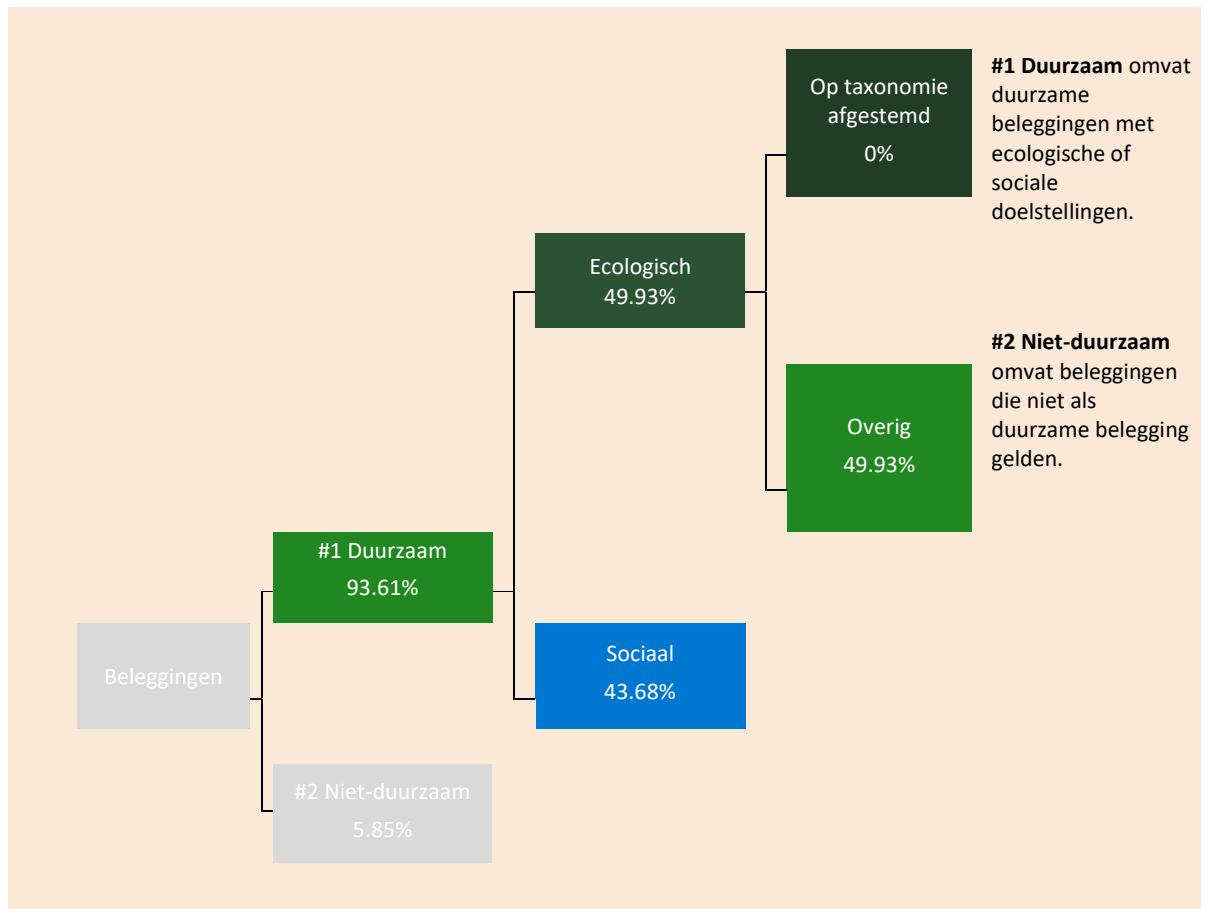 Op taxonomie
afgestemd
0%
#1 Duurzaam omvat
duurzame
beleggingen met
ecologische of
sociale
doelstellingen.
Ecologisch
49.93%
#2 Niet-duurzaam
omvat beleggingen
die niet als
duurzame belegging
gelden.
Overig
49.93%
#1 Duurzaam
93.61%
Beleggingen
Sociaal
43.68%
#2 Niet-duurzaam
5.85%